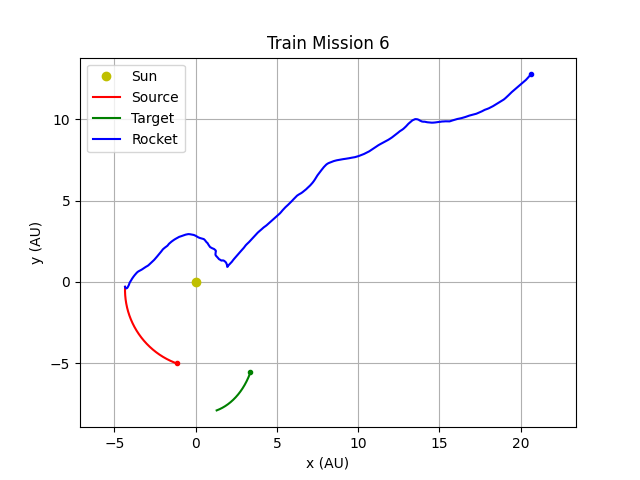 Train Mission 6
Sun
Source
Target
Rocket
y (AU)
10
5
0
−5
−5
0
5
10
15
20
x (AU)